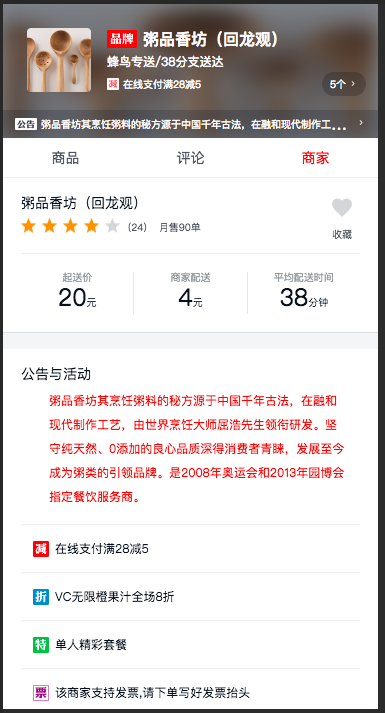 品牌 粥品香坊（回龙观）
蜂鸟专送/38分支送达
减 在线支付满28减5
5个 >
公告 粥品香坊其烹饪粥料的秘方源于中国千年古法，在融和现代制作工... >
商品 评论 商家
粥品香坊（回龙观）
(24) 月售90单
收藏
起送价 商家配送 平均配送时间
20元 4元 38分钟
公告与活动
粥品香坊其烹饪粥料的秘方源于中国千年古法，在融和
现代制作工艺，由世界烹饪大师屈浩先生领衔研发。坚
守纯天然、0添加的良心品质深得消费者青睐，发展至今
成为粥类的引领品牌。是2008年奥运会和2013年园博会
指定餐饮服务商。
减 在线支付满28减5
折 VC无限橙果汁全场8折
特 单人精彩套餐
票 该商家支持发票,请下单写好发票抬头